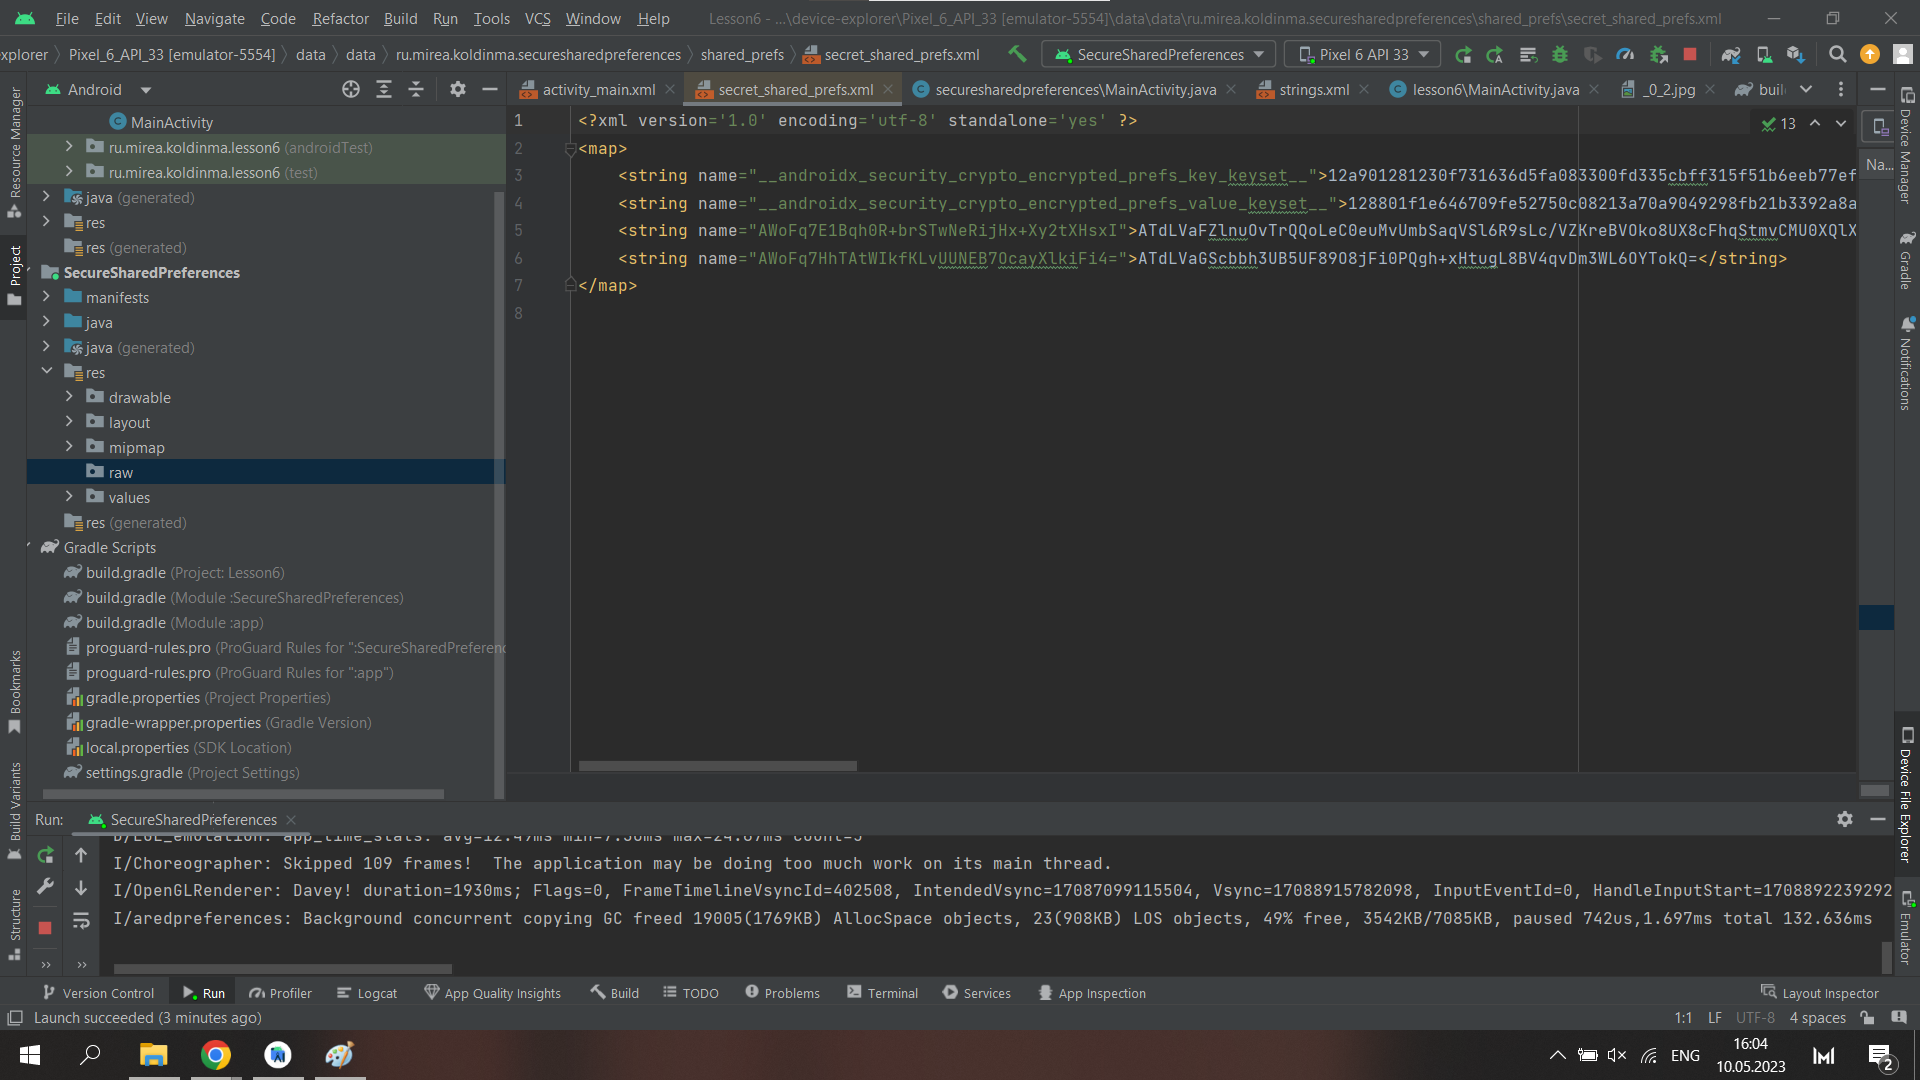 File Edit View Navigate Code Refactor Build Run Tools VCS Window Help Lesson6 - ...\device-explorer\Pixel_6_API_33 [emulator-5554]\data\data\ru.mirea.koldinma.securesharedpreferences\shared_prefs\secret_shared_prefs.xml
xplorer Pixel_6_API_33 [emulator-5554] data data ru.mirea.koldinma.securesharedpreferences shared_prefs secret_shared_prefs.xml SecureSharedPreferences Pixel 6 API 33
Android
activity_main.xml secret_shared_prefs.xml securesharedpreferences\MainActivity.java strings.xml lesson6\MainActivity.java _0_2.jpg buil
Resource Manager
Project
Bookmarks
Build Variants
Structure
MainActivity
ru.mirea.koldinma.lesson6 (androidTest)
ru.mirea.koldinma.lesson6 (test)
java (generated)
res
res (generated)
SecureSharedPreferences
manifests
java
java (generated)
res
drawable
layout
mipmap
raw
values
res (generated)
Gradle Scripts
build.gradle (Project: Lesson6)
build.gradle (Module :SecureSharedPreferences)
build.gradle (Module :app)
proguard-rules.pro (ProGuard Rules for ":SecureSharedPreferenc
proguard-rules.pro (ProGuard Rules for ":app")
gradle.properties (Project Properties)
gradle-wrapper.properties (Gradle Version)
local.properties (SDK Location)
settings.gradle (Project Settings)
1 <?xml version='1.0' encoding='utf-8' standalone='yes' ?>
2 <map>
3 <string name="__androidx_security_crypto_encrypted_prefs_key_keyset__">12a901281230f731636d5fa083300fd335cbff315f51b6eeb77ef
4 <string name="__androidx_security_crypto_encrypted_prefs_value_keyset__">128801f1e646709fe52750c08213a70a9049298fb21b3392a8a
5 <string name="AWoFq7E1Bqh0R+brSTwNeRijHx+Xy2tXHsxI">ATdLVaFZlnuOvTrQQoLeC0euMvUmbSaqVSl6R9sLc/VZKreBVOko8UX8cFhqStmvCMU0XQlX
6 <string name="AWoFq7HhTAtWIkfKLvUUNEB7OcayXlkiFi4=">ATdLVaGScbbh3UB5UF89O8jFi0PQgh+xHtugL8BV4qvDm3WL6OYTokQ=</string>
7 </map>
8
13
Na...
Device Manager
Gradle
Notifications
Device File Explorer
Emulator
Run: SecureSharedPreferences
D/EGL_emulation: app_time_stats: avg=12.49ms min=7.30ms max=24.87ms count=3
I/Choreographer: Skipped 109 frames!  The application may be doing too much work on its main thread.
I/OpenGLRenderer: Davey! duration=1930ms; Flags=0, FrameTimelineVsyncId=402508, IntendedVsync=17087099115504, Vsync=17088915782098, InputEventId=0, HandleInputStart=1708892239292
I/aredpreferences: Background concurrent copying GC freed 19005(1769KB) AllocSpace objects, 23(908KB) LOS objects, 49% free, 3542KB/7085KB, paused 742us,1.697ms total 132.636ms
Version Control Run Profiler Logcat App Quality Insights Build TODO Problems Terminal Services App Inspection Layout Inspector
Launch succeeded (3 minutes ago) 1:1 LF UTF-8 4 spaces
ENG 16:04
10.05.2023
2